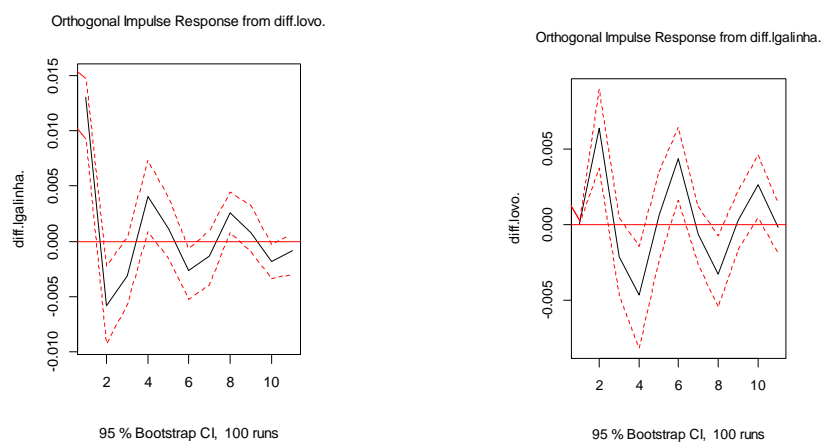 Orthogonal Impulse Response from diff.lovo.
diff.lgalinha.
0.015
0.010
0.005
0.000
-0.005
-0.010
2 4 6 8 10
95 % Bootstrap CI, 100 runs
Orthogonal Impulse Response from diff.lgalinha.
diff.lovo.
0.005
0.000
-0.005
2 4 6 8 10
95 % Bootstrap CI, 100 runs